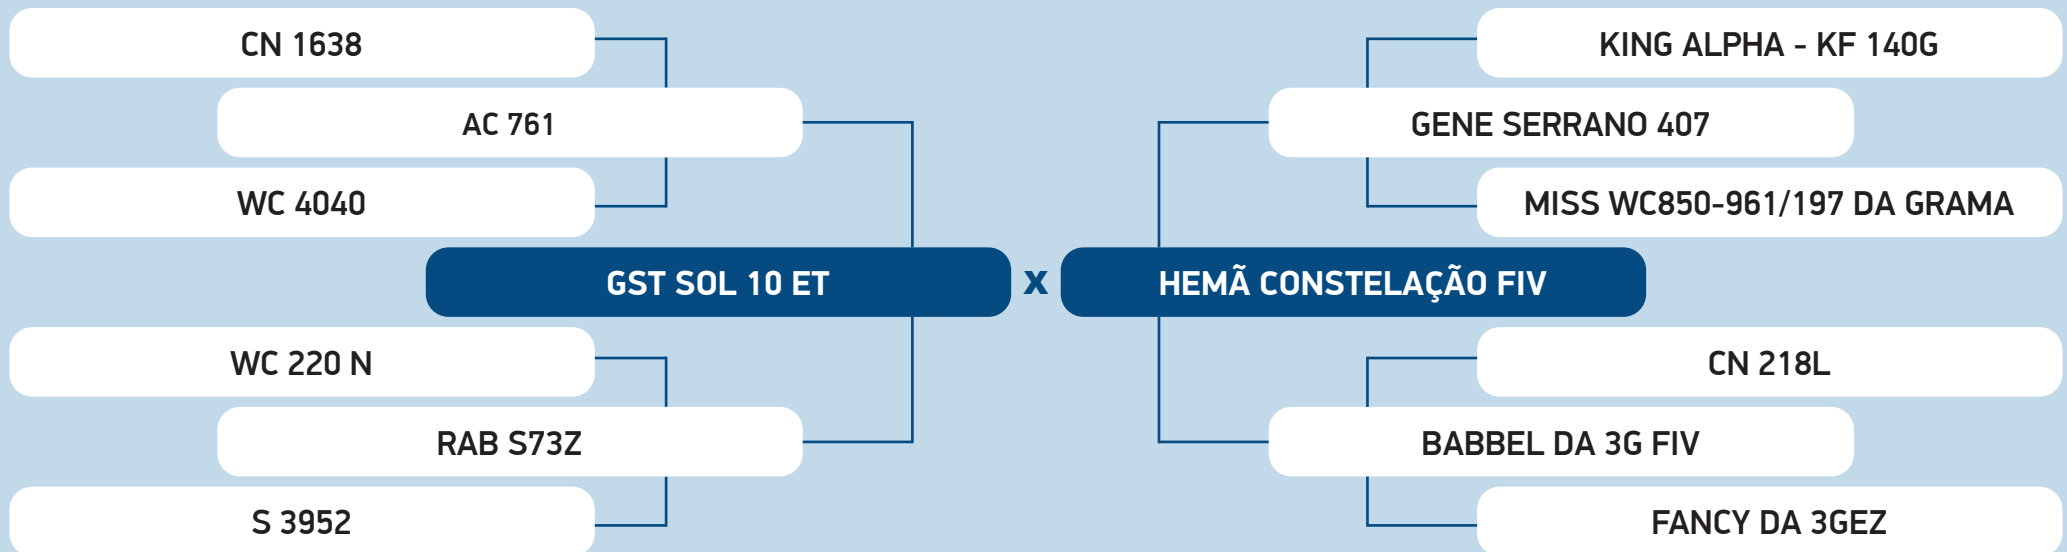 CN 1638
KING ALPHA - KF 140G
AC 761
GENE SERRANO 407
WC 4040
MISS WC850-961/197 DA GRAMA
GST SOL 10 ET x HEMÃ CONSTELAÇÃO FIV
WC 220 N
CN 218L
RAB S73Z
BABBEL DA 3G FIV
S 3952
FANCY DA 3GEZ